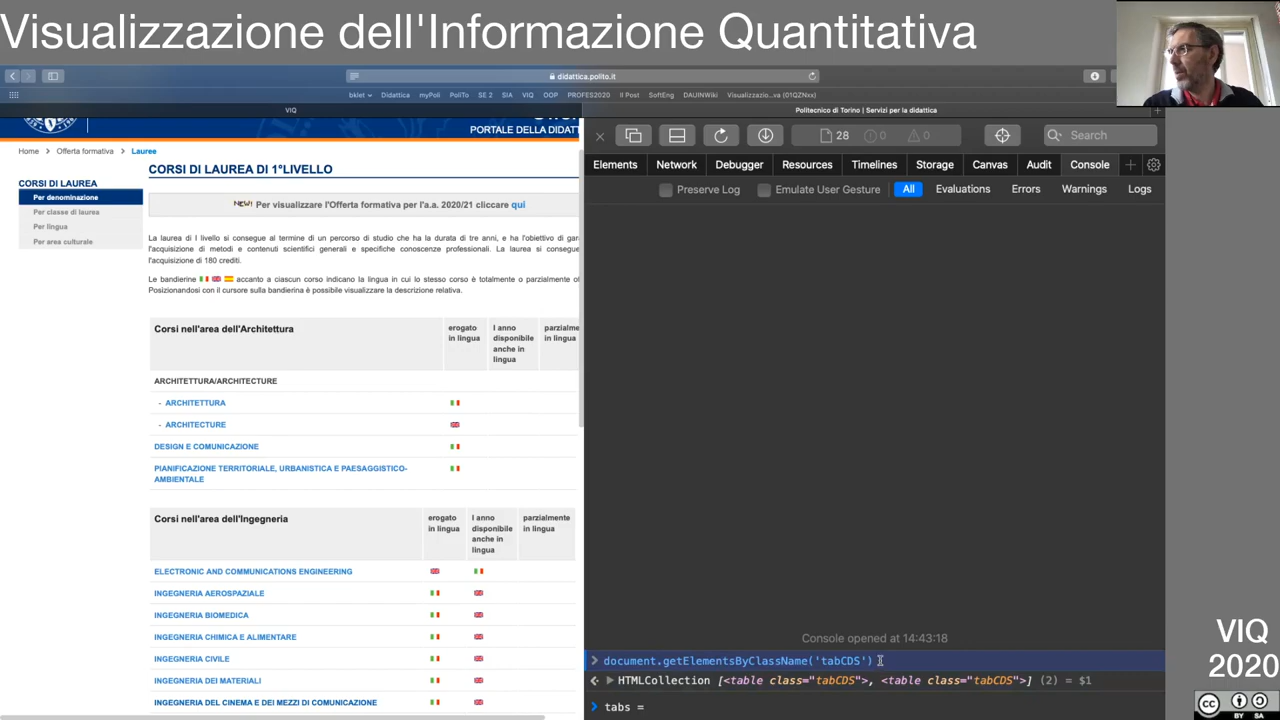 Visualizzazione dell'Informazione Quantitativa
didattica.polito.it
bklet Didattica myPoli PoliTo SE 2 SIA VIQ OOP PROFES20 Il Post SoftEng DAUINWiki Visualizzazio...va (01QZNxx)
VIQ
Politecnico di Torino | Servizi per la didattica
PORTALE DELLA DIDATT
28 0 0 Search
Elements Network Debugger Resources Timelines Storage Canvas Audit Console
Preserve Log Emulate User Gesture All Evaluations Errors Warnings Logs
Home > Offerta formativa > Lauree
CORSI DI LAUREA
Per denominazione
Per classe di laurea
Per lingua
Per area culturale
CORSI DI LAUREA DI 1°LIVELLO
NEW! Per visualizzare l'Offerta formativa per l'a.a. 2020/21 cliccare qui
La laurea di I livello si consegue al termine di un percorso di studio che ha la durata di tre anni, e ha l'obiettivo di gar
l'acquisizione di metodi e contenuti scientifici generali e specifiche conoscenze professionali. La laurea si consegue
l'acquisizione di 180 crediti.
Le bandierine accanto a ciascun corso indicano la lingua in cui lo stesso corso è totalmente o parzialmente of
Posizionandosi con il cursore sulla bandierina è possibile visualizzare la descrizione relativa.
Corsi nell'area dell'Architettura
erogato in lingua
I anno disponibile anche in lingua
parzialme in lingua
ARCHITETTURA/ARCHITECTURE
- ARCHITETTURA
- ARCHITECTURE
DESIGN E COMUNICAZIONE
PIANIFICAZIONE TERRITORIALE, URBANISTICA E PAESAGGISTICO-
AMBIENTALE
Corsi nell'area dell'Ingegneria
erogato in lingua
I anno disponibile anche in lingua
parzialmente in lingua
ELECTRONIC AND COMMUNICATIONS ENGINEERING
INGEGNERIA AEROSPAZIALE
INGEGNERIA BIOMEDICA
INGEGNERIA CHIMICA E ALIMENTARE
INGEGNERIA CIVILE
INGEGNERIA DEI MATERIALI
INGEGNERIA DEL CINEMA E DEI MEZZI DI COMUNICAZIONE
Console opened at 14:43:18
> document.getElementsByClassName('tabCDS')
HTMLCollection [<table class="tabCDS">, <table class="tabCDS">] (2) = $1
> tabs =
VIQ
2020
cc BY SA